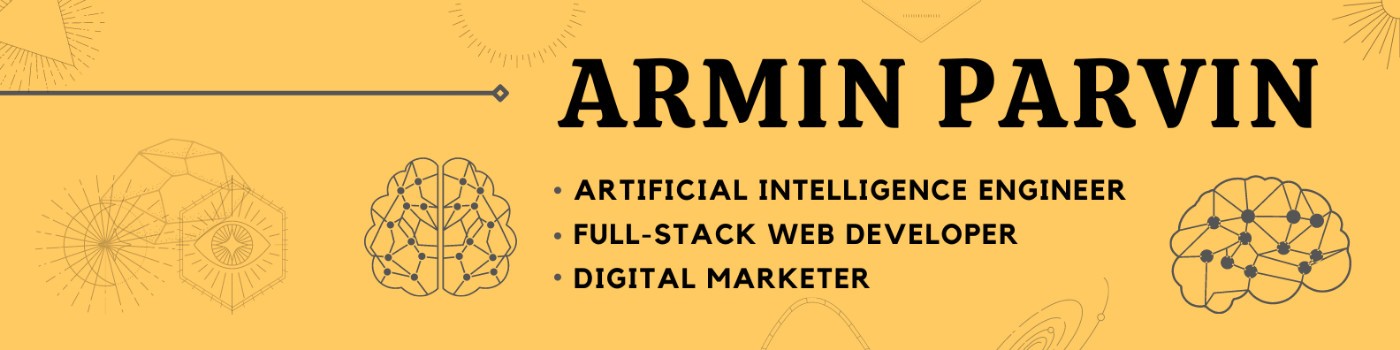 ARMIN PARVIN
• ARTIFICIAL INTELLIGENCE ENGINEER
• FULL-STACK WEB DEVELOPER
• DIGITAL MARKETER